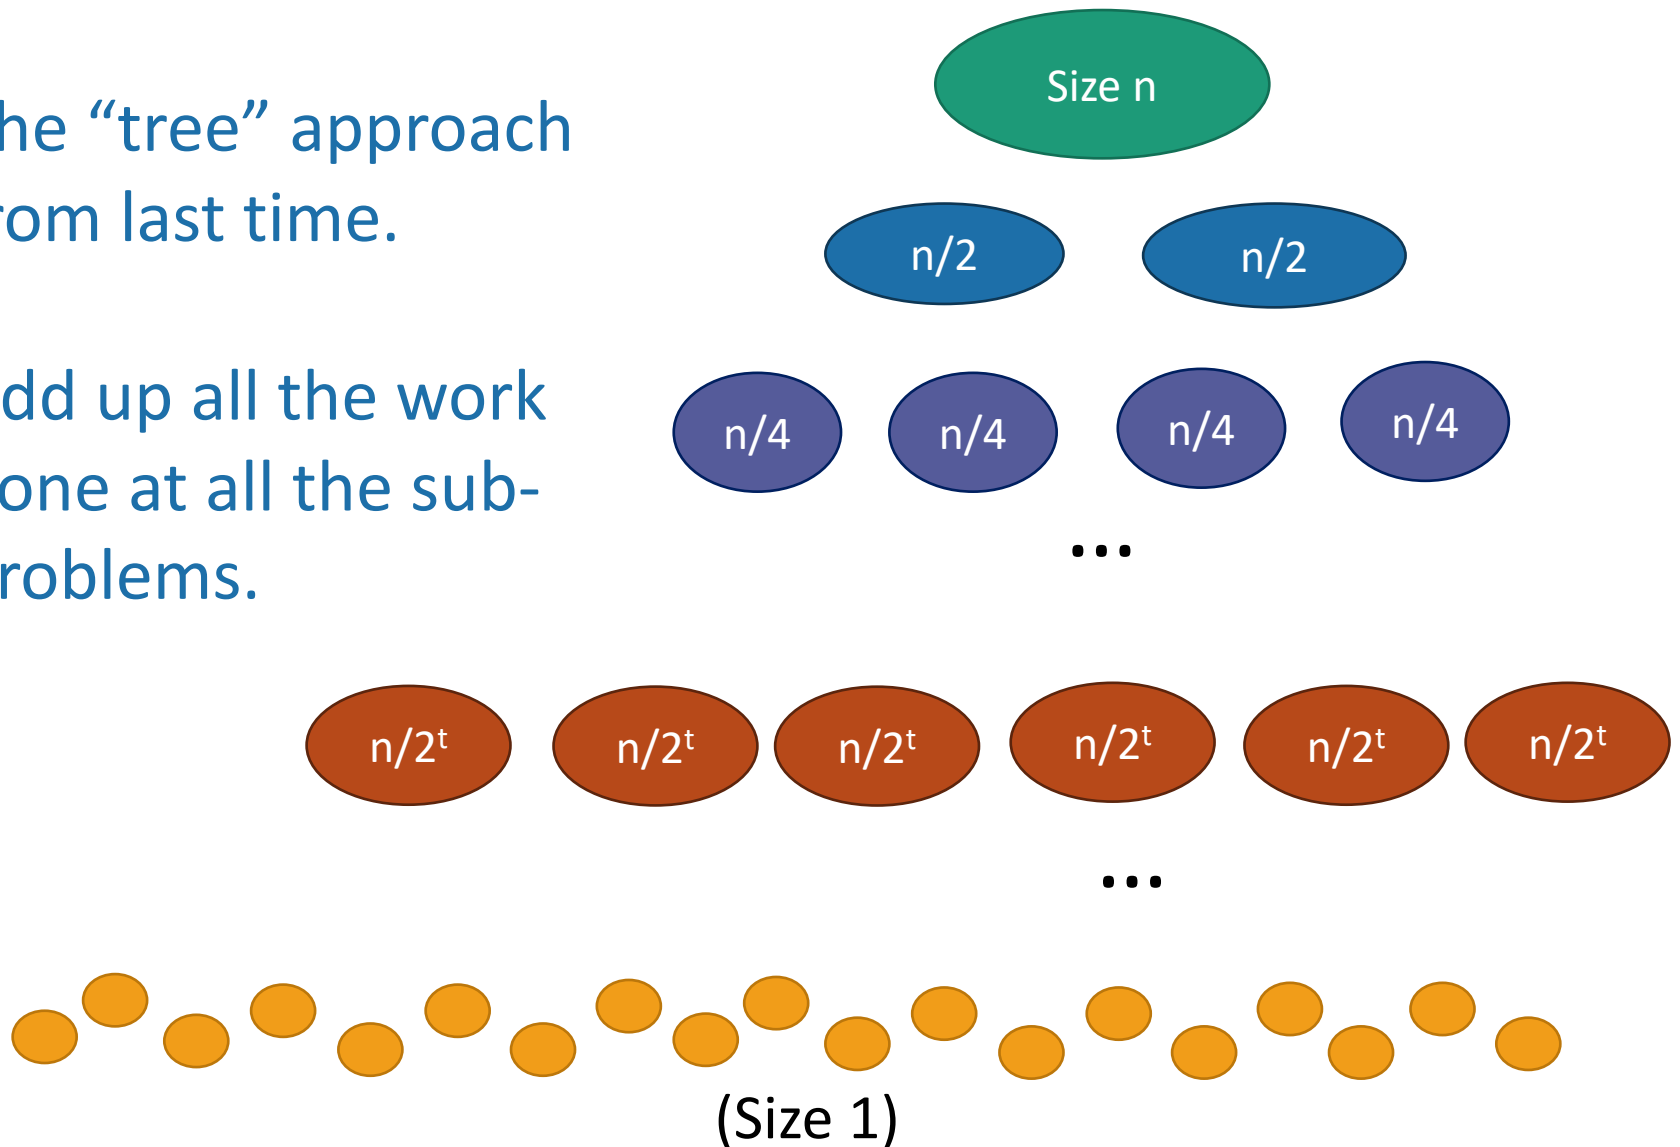 he “tree” approach
rom last time.
dd up all the work
one at all the sub-
roblems.
Size n
n/2 n/2
n/4 n/4 n/4 n/4
...
n/2ᵗ n/2ᵗ n/2ᵗ n/2ᵗ n/2ᵗ n/2ᵗ
...
(Size 1)